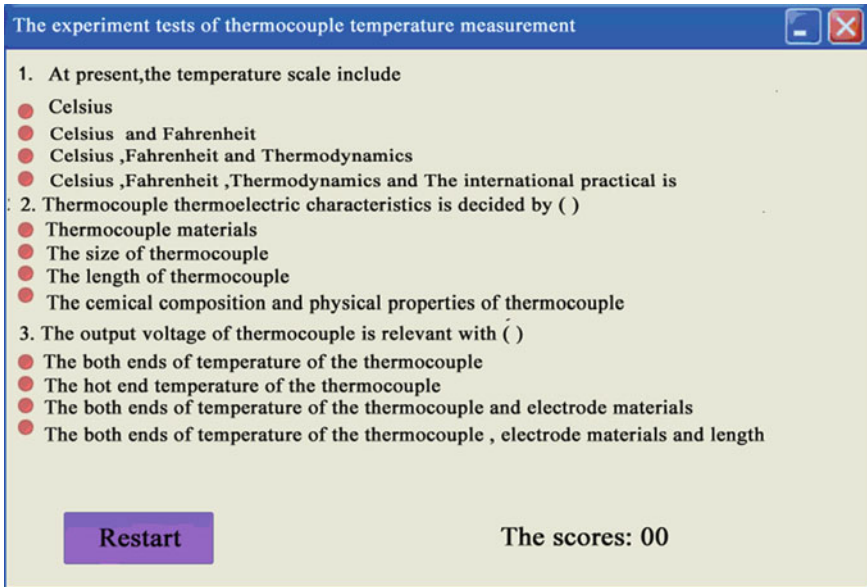 The experiment tests of thermocouple temperature measurement
1. At present,the temperature scale include
Celsius
Celsius and Fahrenheit
Celsius ,Fahrenheit and Thermodynamics
Celsius ,Fahrenheit ,Thermodynamics and The international practical is
2. Thermocouple thermoelectric characteristics is decided by ( )
Thermocouple materials
The size of thermocouple
The length of thermocouple
The cemical composition and physical properties of thermocouple
3. The output voltage of thermocouple is relevant with ( )
The both ends of temperature of the thermocouple
The hot end temperature of the thermocouple
The both ends of temperature of the thermocouple and electrode materials
The both ends of temperature of the thermocouple , electrode materials and length
Restart
The scores: 00